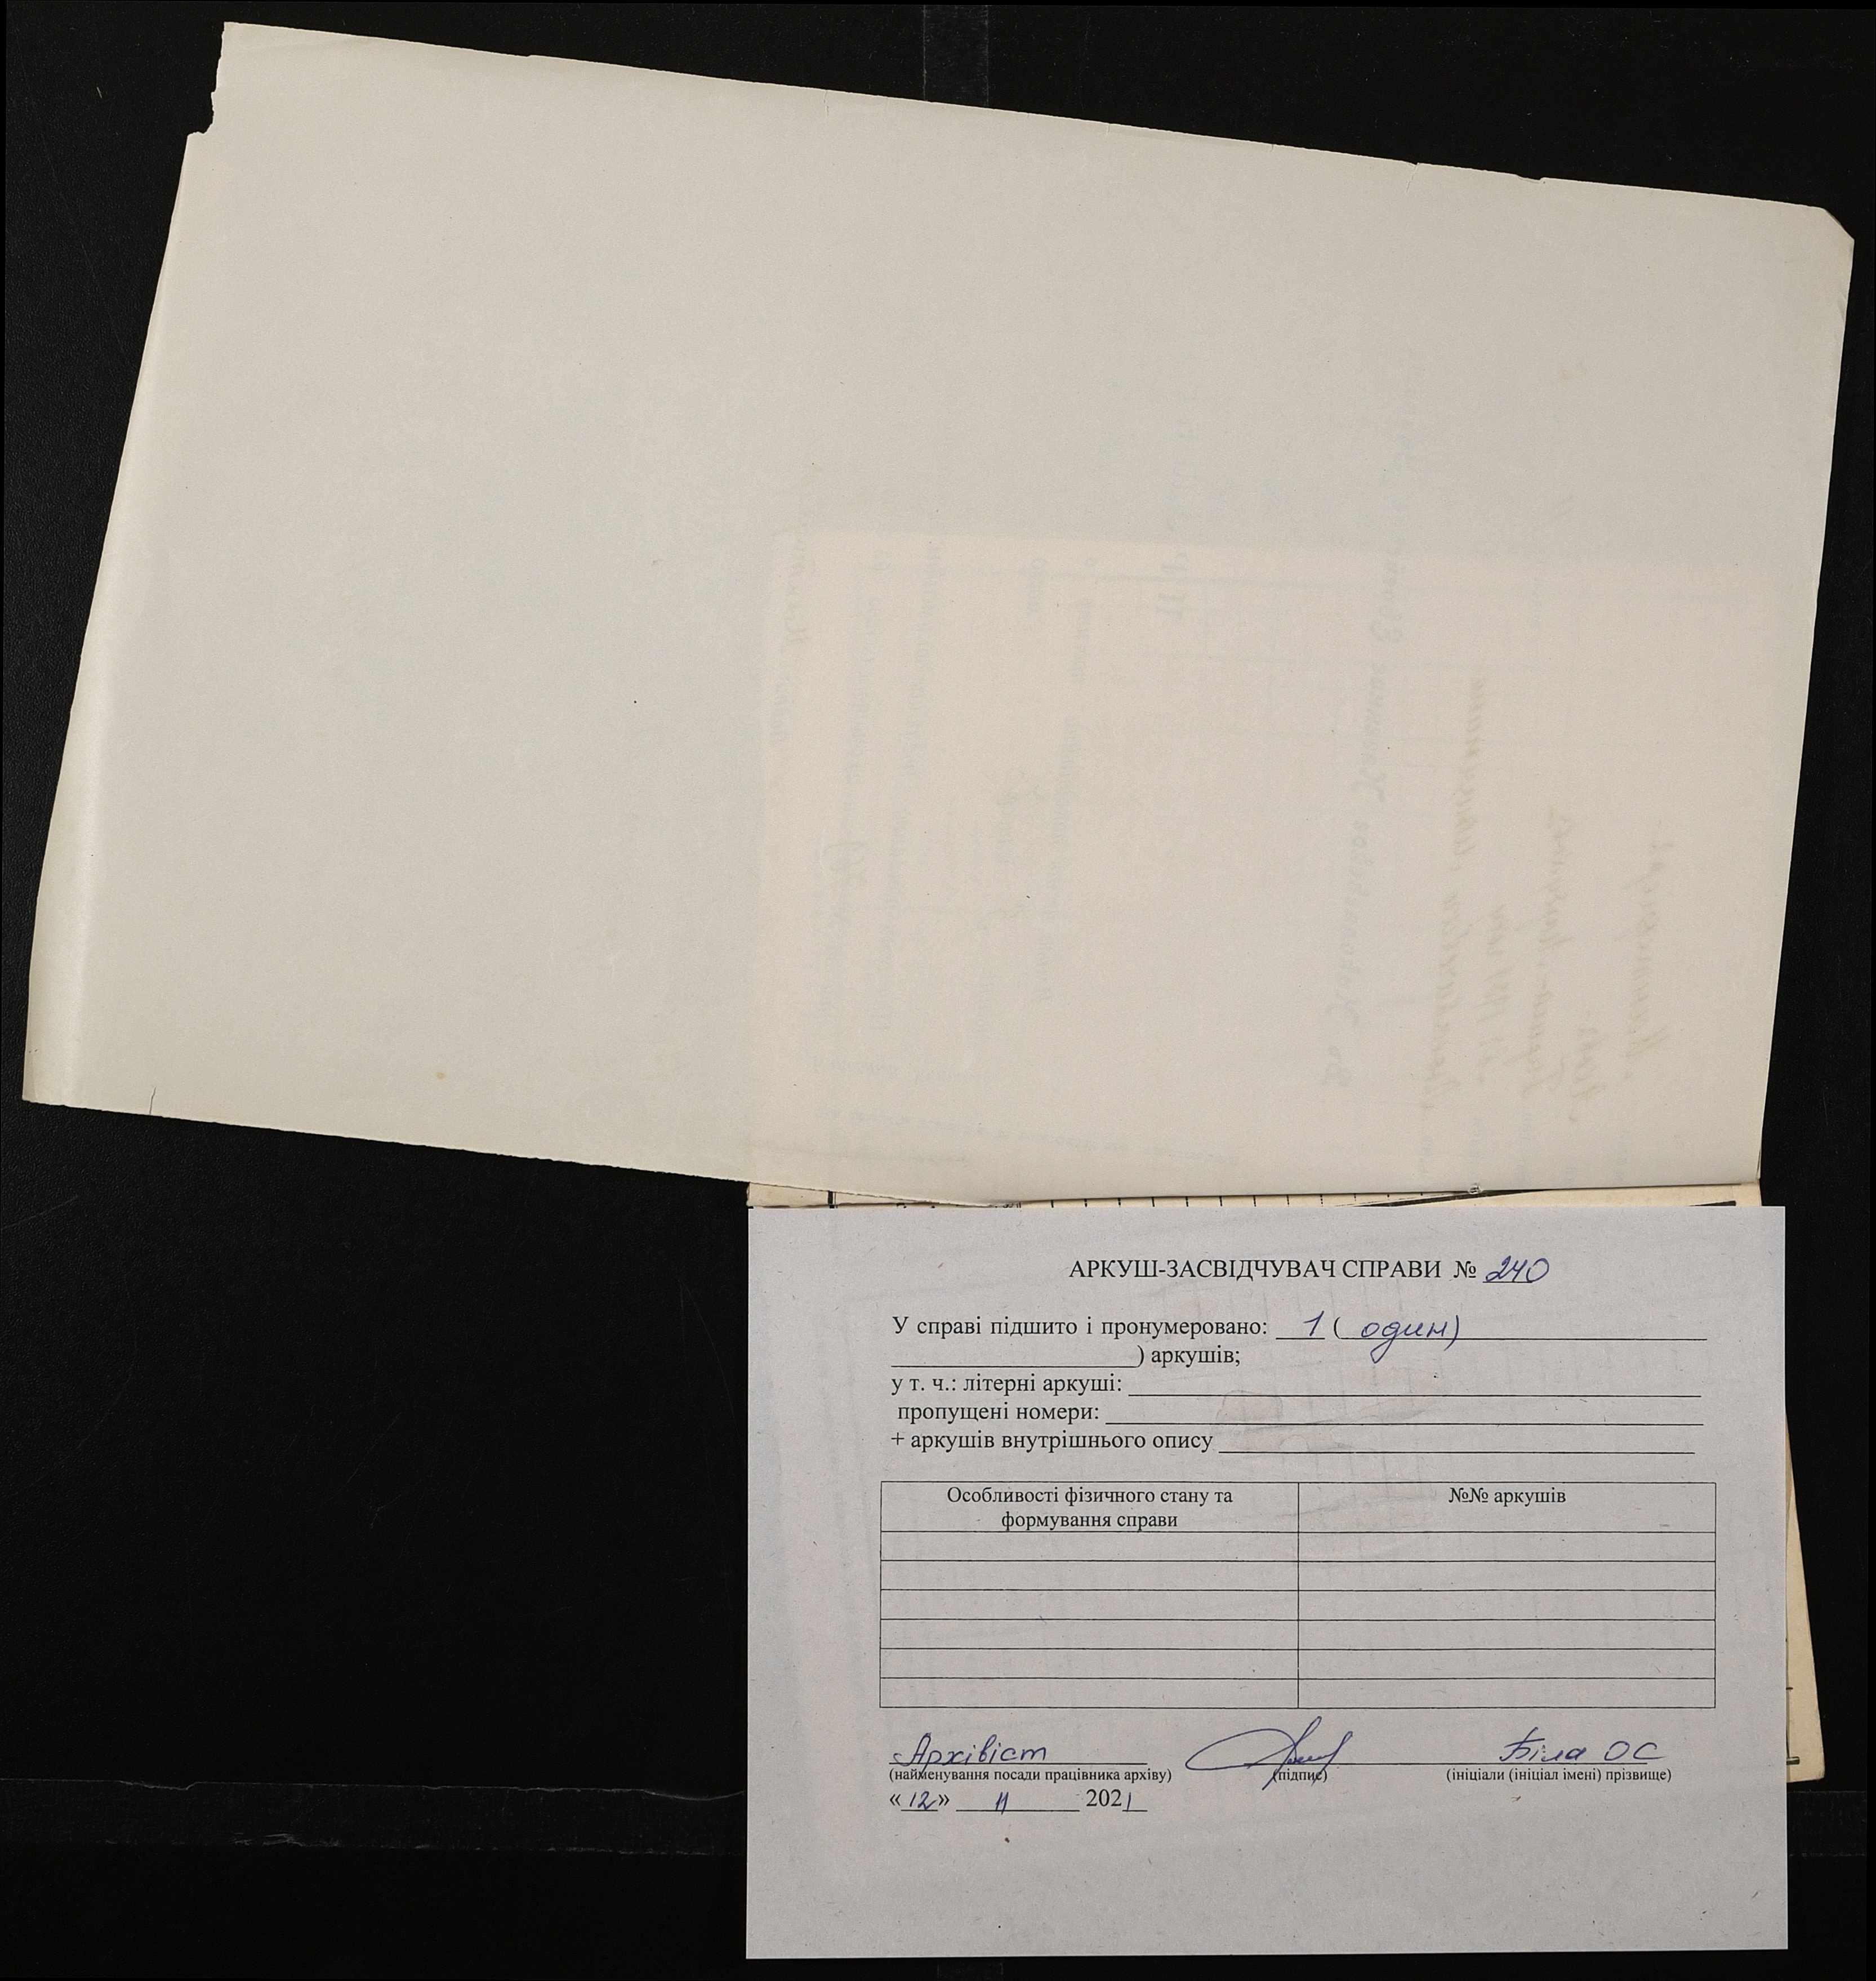 АРКУШ-ЗАСВІДЧУВАЧ СПРАВИ № 240
У справі підшито і пронумеровано: 1 ( один)
) аркушів;
у т. ч.: літерні аркуші:
пропущені номери:
+ аркушів внутрішнього опису
Особливості фізичного стану та формування справи №№ аркушів
Архівіст Біла ОС
(найменування посади працівника архіву) (підпис) (ініціали (ініціал імені) прізвище)
«12» 11 2021